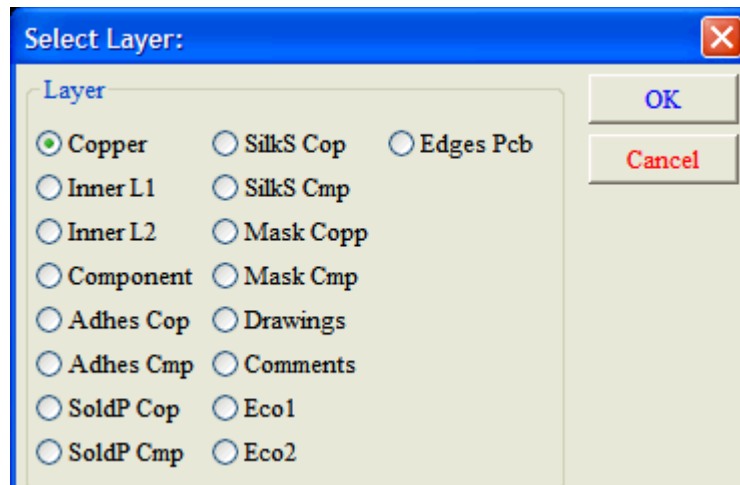 Select Layer:
Layer
Copper
Inner L1
Inner L2
Component
Adhes Cop
Adhes Cmp
SoldP Cop
SoldP Cmp
SilkS Cop
SilkS Cmp
Mask Copp
Mask Cmp
Drawings
Comments
Eco1
Eco2
Edges Pcb
OK
Cancel